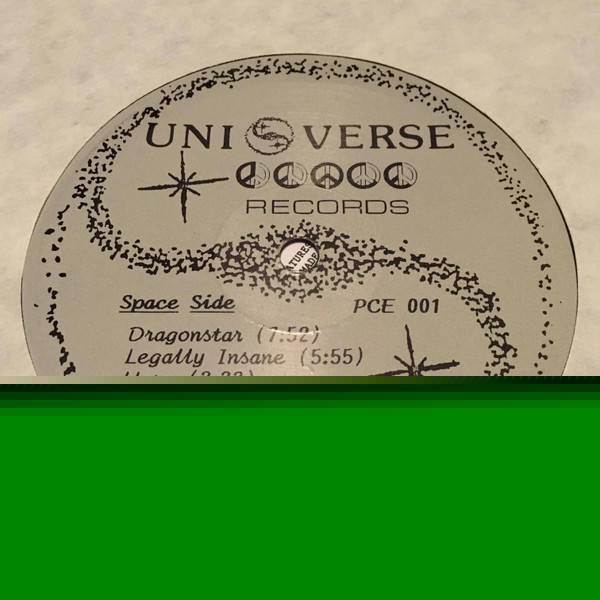 UNI VERSE
RECORDS
Space Side PCE 001
Dragonstar (7:52)
Legally Insane (5:55)